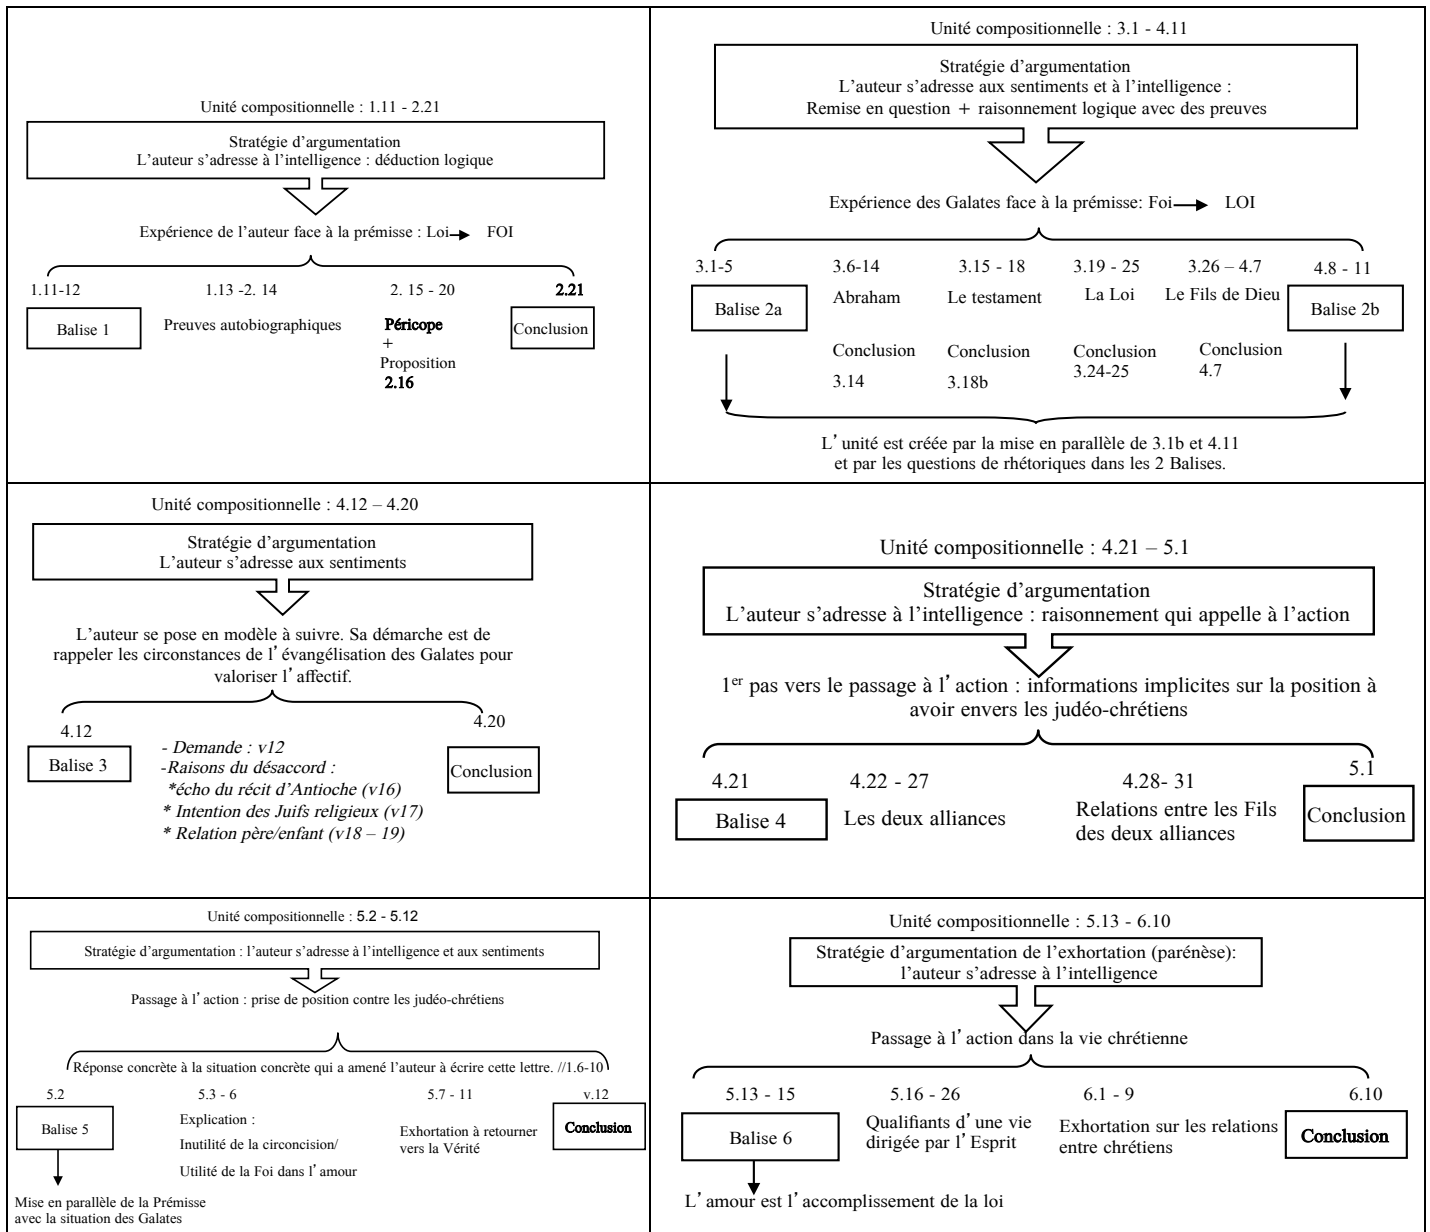 Unité compositionnelle : 1.11 - 2.21
Stratégie d'argumentation
L'auteur s'adresse à l'intelligence : déduction logique
Expérience de l'auteur face à la prémisse : Loi FOI
1.11-12 1.13 -2. 14 2. 15 - 20 2.21
Balise 1 Preuves autobiographiques Péricope Conclusion
+
Proposition
2.16
Unité compositionnelle : 3.1 - 4.11
Stratégie d'argumentation
L'auteur s'adresse aux sentiments et à l'intelligence :
Remise en question + raisonnement logique avec des preuves
Expérience des Galates face à la prémisse: Foi LOI
3.1-5 3.6-14 3.15 - 18 3.19 - 25 3.26 – 4.7 4.8 - 11
Balise 2a Abraham Le testament La Loi Le Fils de Dieu Balise 2b
Conclusion Conclusion Conclusion Conclusion
3.14 3.18b 3.24-25 4.7
L'unité est créée par la mise en parallèle de 3.1b et 4.11
et par les questions de rhétoriques dans les 2 Balises.
Unité compositionnelle : 4.12 – 4.20
Stratégie d'argumentation
L'auteur s'adresse aux sentiments
L'auteur se pose en modèle à suivre. Sa démarche est de
rappeler les circonstances de l'évangélisation des Galates pour
valoriser l'affectif.
4.12 4.20
Balise 3 Conclusion
- Demande : v12
-Raisons du désaccord :
*écho du récit d'Antioche (v16)
* Intention des Juifs religieux (v17)
* Relation père/enfant (v18 – 19)
Unité compositionnelle : 4.21 – 5.1
Stratégie d'argumentation
L'auteur s'adresse à l'intelligence : raisonnement qui appelle à l'action
1er pas vers le passage à l'action : informations implicites sur la position à
avoir envers les judéo-chrétiens
4.21 4.22 - 27 4.28- 31 5.1
Balise 4 Les deux alliances Relations entre les Fils Conclusion
des deux alliances
Unité compositionnelle : 5.2 - 5.12
Stratégie d'argumentation : l'auteur s'adresse à l'intelligence et aux sentiments
Passage à l'action : prise de position contre les judéo-chrétiens
Réponse concrète à la situation concrète qui a amené l'auteur à écrire cette lettre. //1.6-10
5.2 5.3 - 6 5.7 - 11 v.12
Balise 5 Explication : Exhortation à retourner Conclusion
Inutilité de la circoncision/ vers la Vérité
Utilité de la Foi dans l'amour
Mise en parallèle de la Prémisse
avec la situation des Galates
Unité compositionnelle : 5.13 - 6.10
Stratégie d'argumentation de l'exhortation (parénèse):
l'auteur s'adresse à l'intelligence
Passage à l'action dans la vie chrétienne
5.13 - 15 5.16 - 26 6.1 - 9 6.10
Balise 6 Qualifiants d'une vie Exhortation sur les relations Conclusion
dirigée par l'Esprit entre chrétiens
L'amour est l'accomplissement de la loi